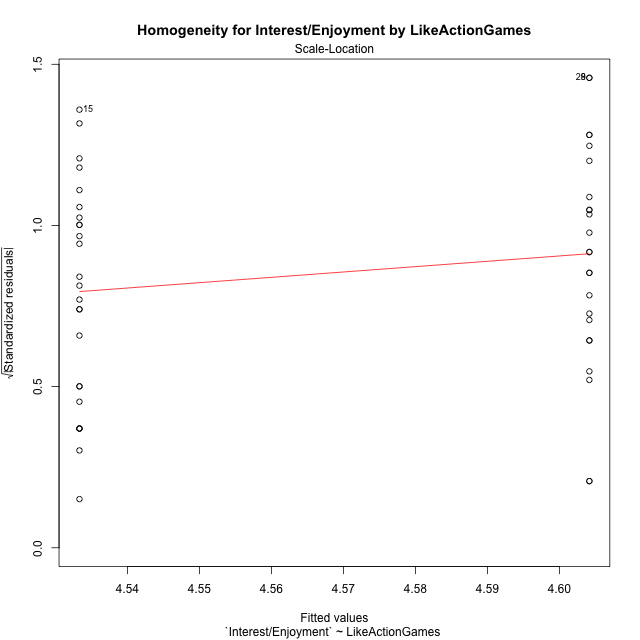 Homogeneity for Interest/Enjoyment by LikeActionGames
Scale-Location
1.5
1.0
0.5
0.0
√|Standardized residuals|
15
4.54 4.55 4.56 4.57 4.58 4.59 4.60
Fitted values
`Interest/Enjoyment` ~ LikeActionGames